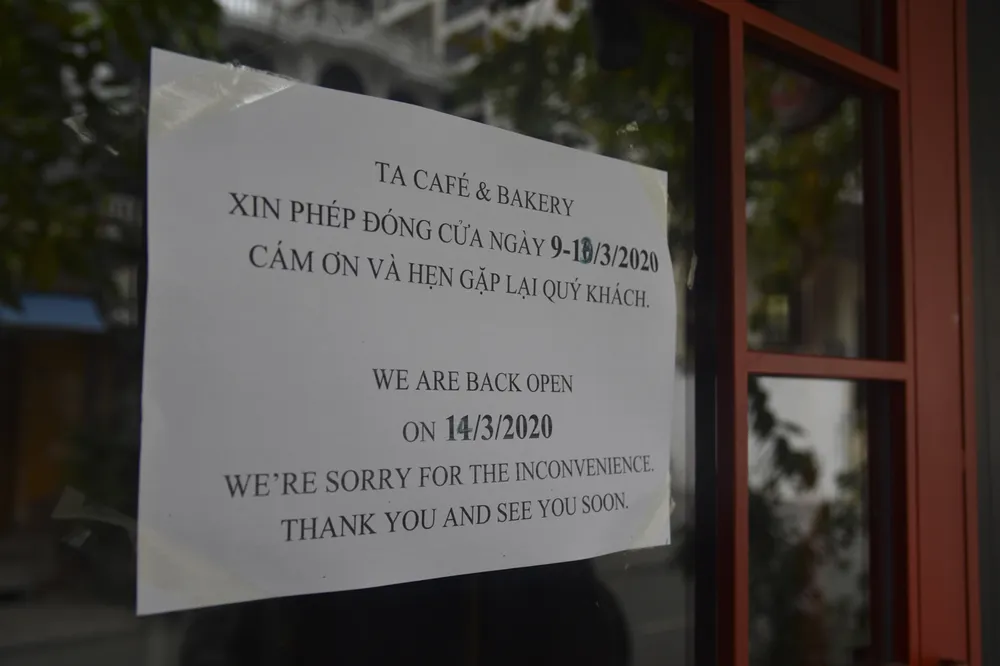 TA CAFÉ & BAKERY
XIN PHÉP ĐÓNG CỬA NGÀY 9-13/3/2020
CÁM ƠN VÀ HẸN GẶP LẠI QUÝ KHÁCH.
WE ARE BACK OPEN
ON 14/3/2020
WE'RE SORRY FOR THE INCONVENIENCE.
THANK YOU AND SEE YOU SOON.